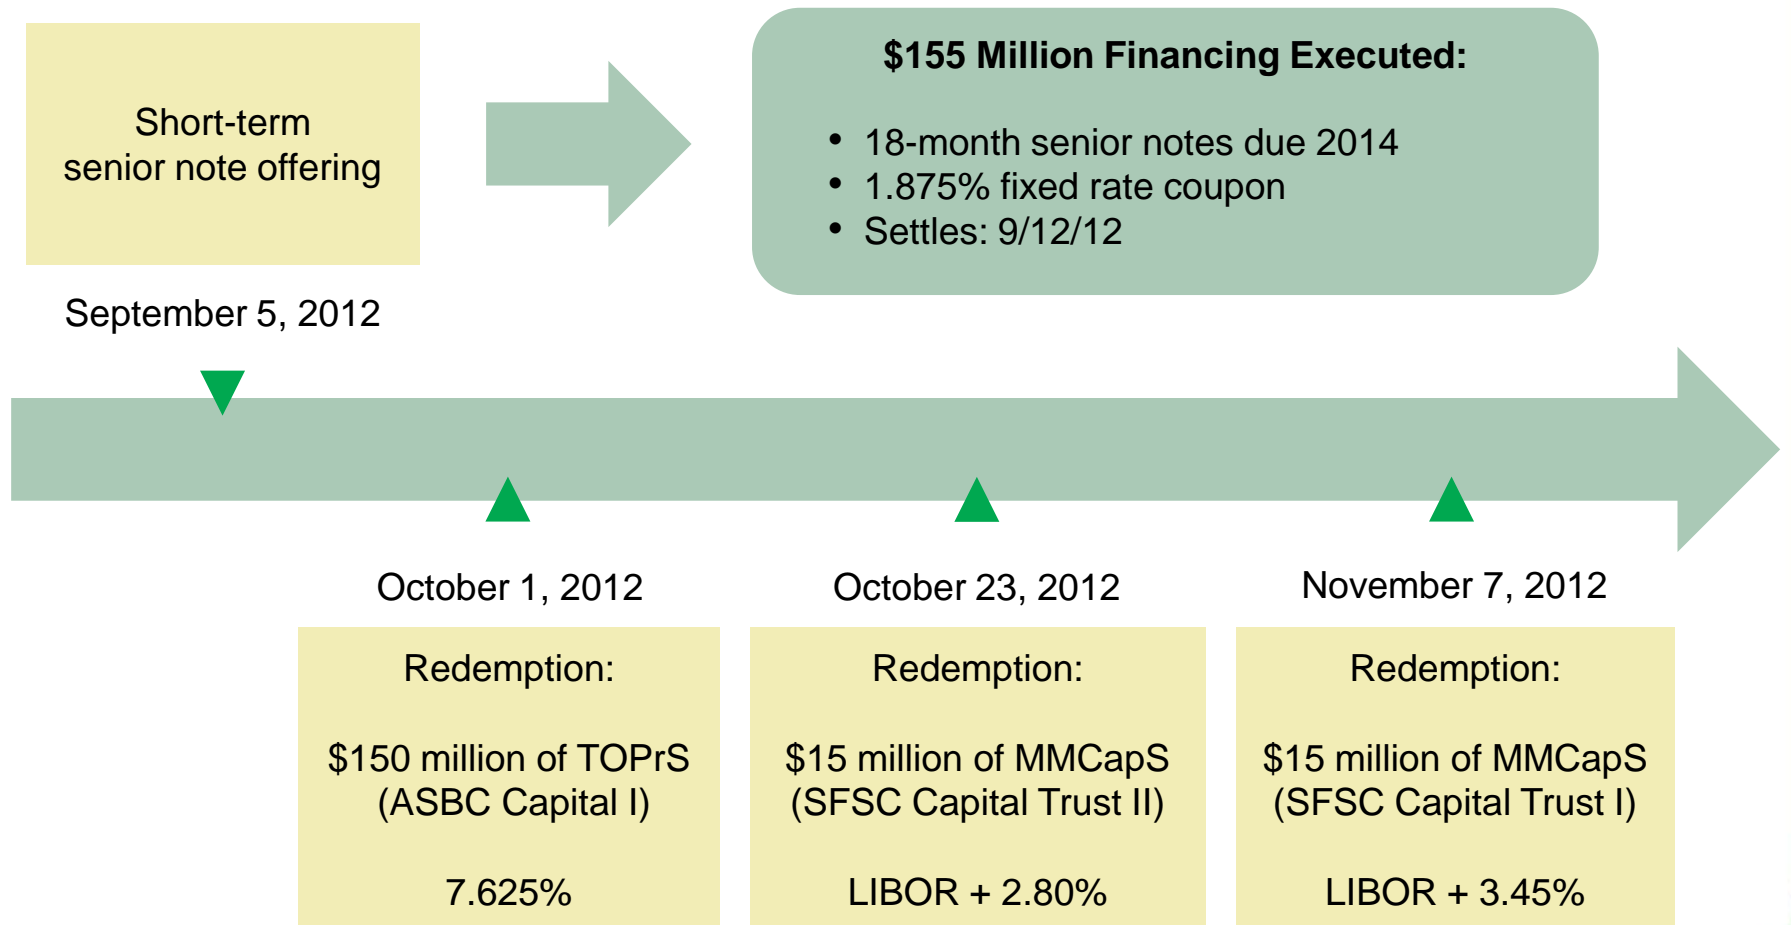 Short-term
senior note offering
$155 Million Financing Executed:
• 18-month senior notes due 2014
• 1.875% fixed rate coupon
• Settles: 9/12/12
September 5, 2012
October 1, 2012
October 23, 2012
November 7, 2012
Redemption:
$150 million of TOPrS
(ASBC Capital I)
7.625%
Redemption:
$15 million of MMCapS
(SFSC Capital Trust II)
LIBOR + 2.80%
Redemption:
$15 million of MMCapS
(SFSC Capital Trust I)
LIBOR + 3.45%